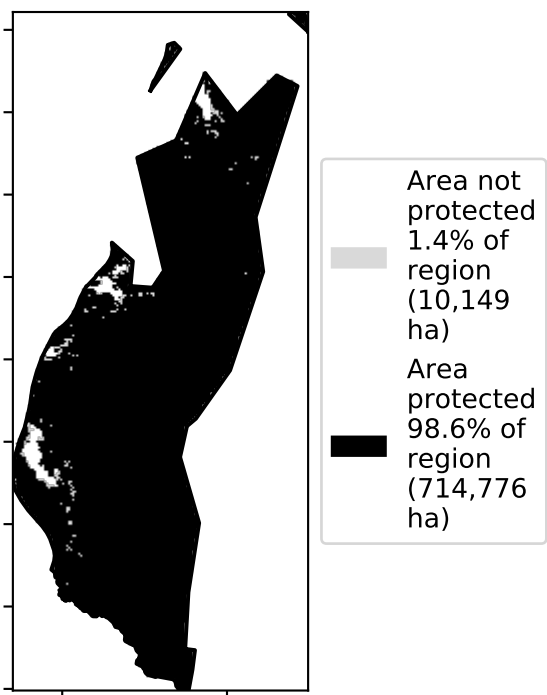 Area not
protected
1.4% of
region
(10,149
ha)
Area
protected
98.6% of
region
(714,776
ha)